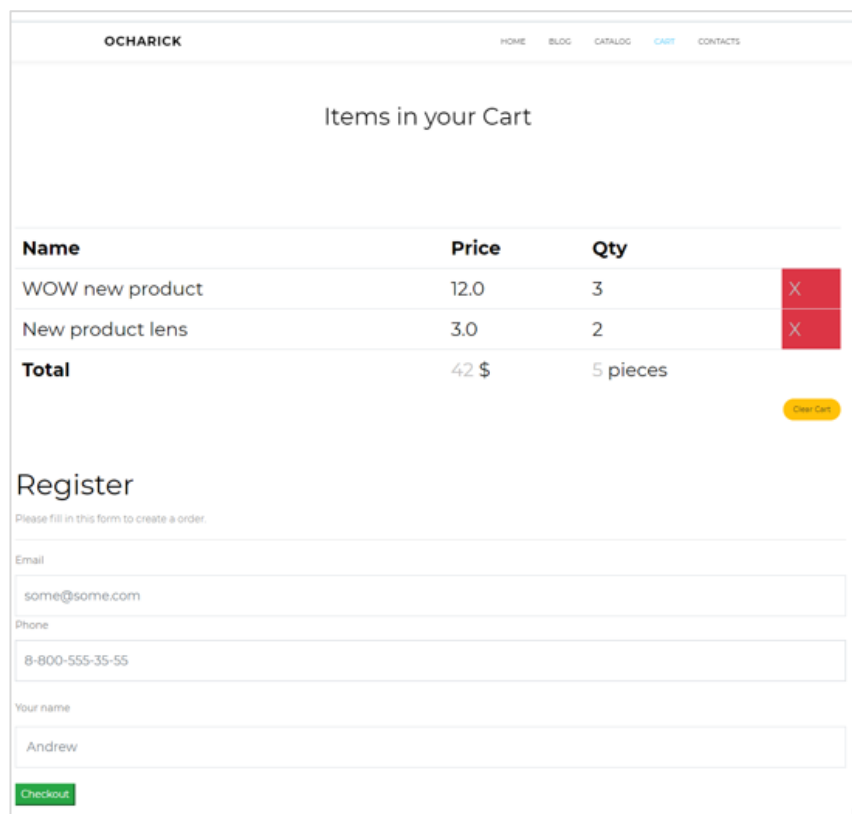 OCHARICK HOME BLOG CATALOG CART CONTACTS
Items in your Cart
Name Price Qty
WOW new product 12.0 3 X
New product lens 3.0 2 X
Total 42 $ 5 pieces
Clear Cart
Register
Please fill in this form to create a order.
Email
some@some.com
Phone
8-800-555-35-55
Your name
Andrew
Checkout